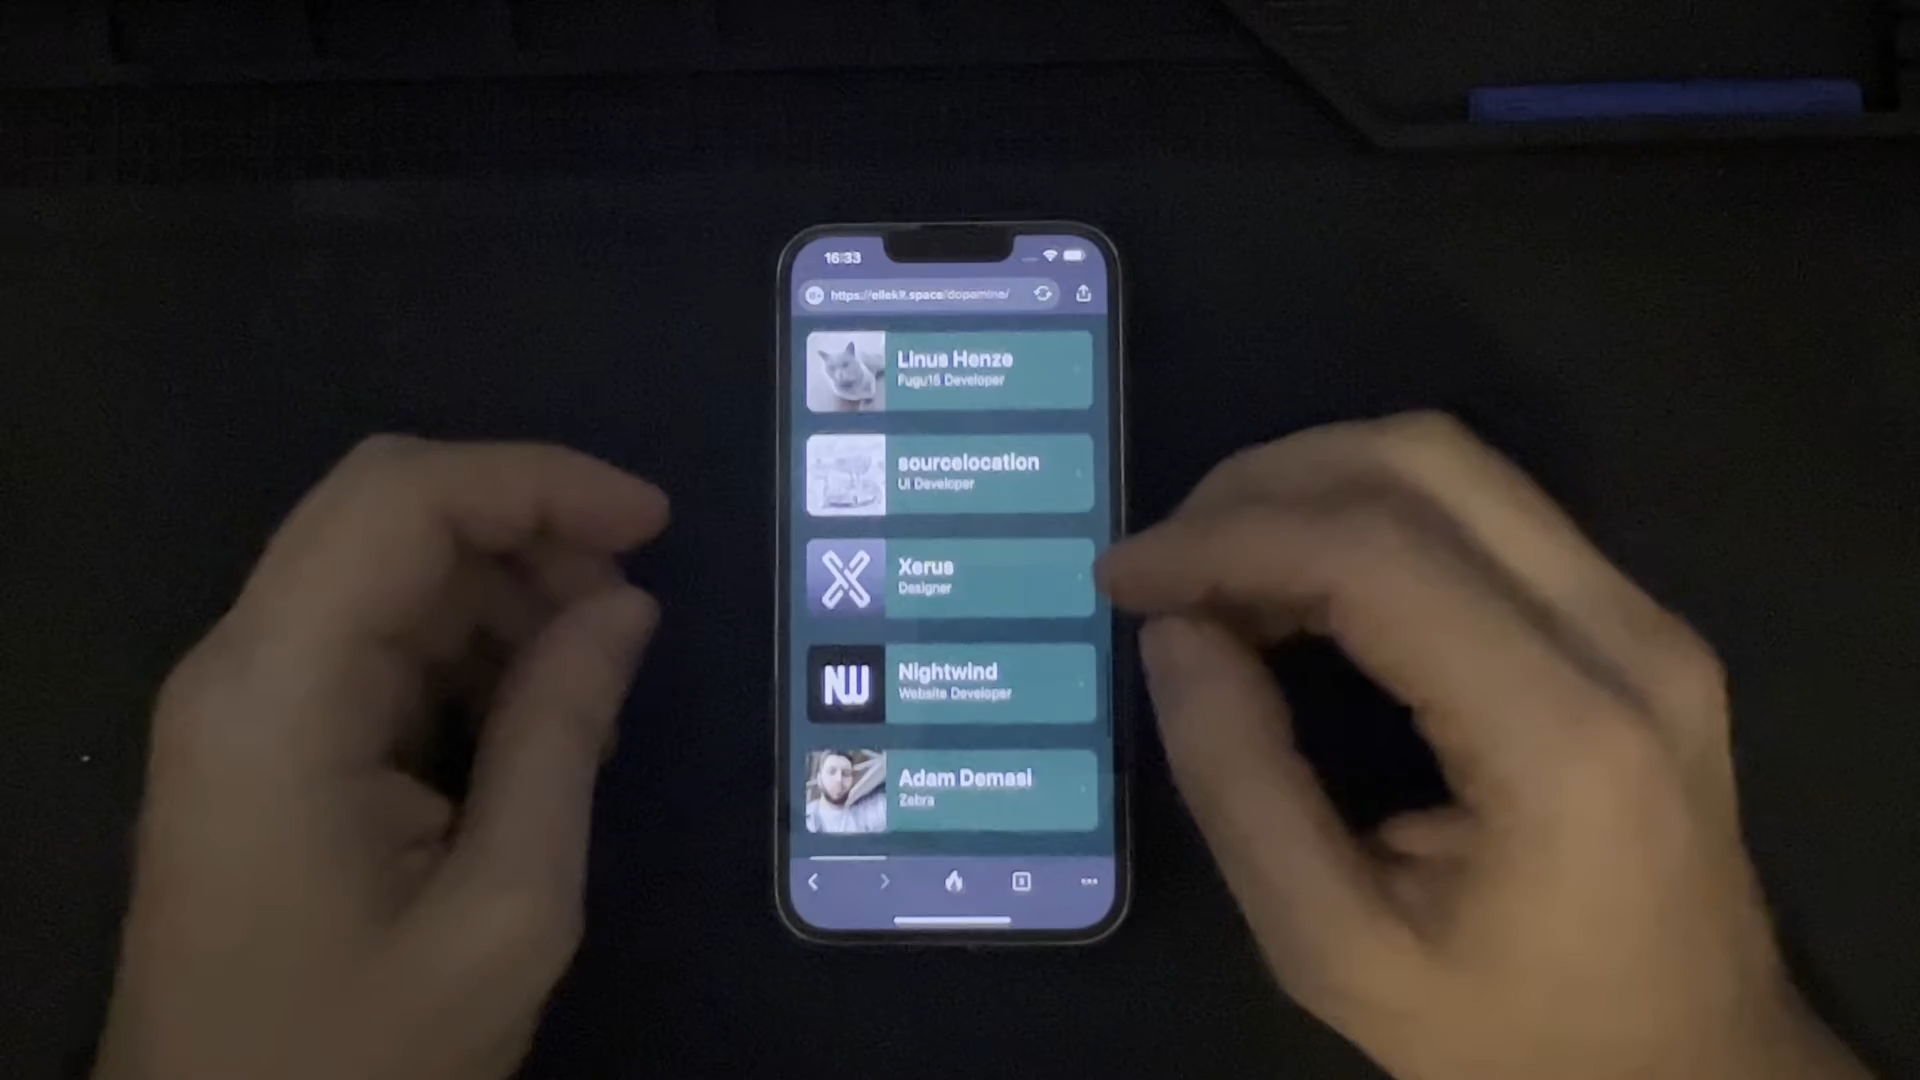 16:33
https://ellekit.space/dopamine/
Linus Henze
Fugu15 Developer
sourcelocation
UI Developer
Xerus
Designer
NW
Nightwind
Website Developer
Adam Demasi
Zebra